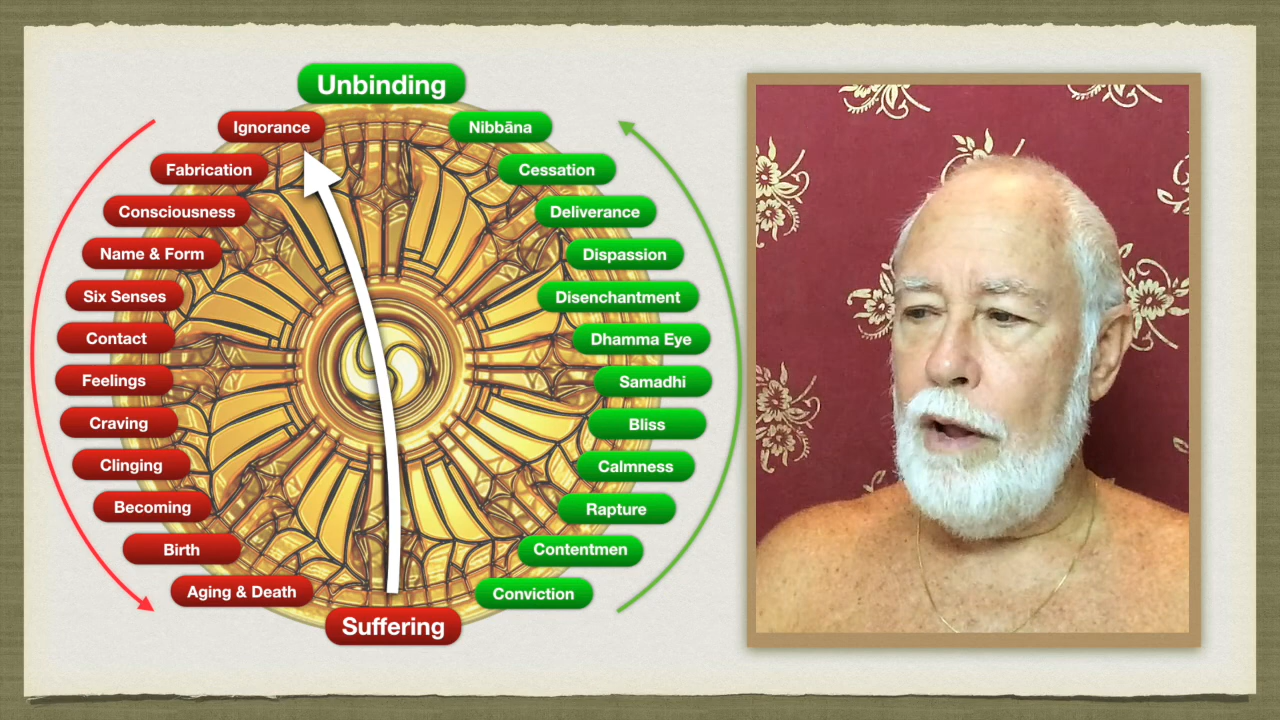 Unbinding
Ignorance
Fabrication
Consciousness
Name & Form
Six Senses
Contact
Feelings
Craving
Clinging
Becoming
Birth
Aging & Death
Suffering
Nibbāna
Cessation
Deliverance
Dispassion
Disenchantment
Dhamma Eye
Samadhi
Bliss
Calmness
Rapture
Contentmen
Conviction